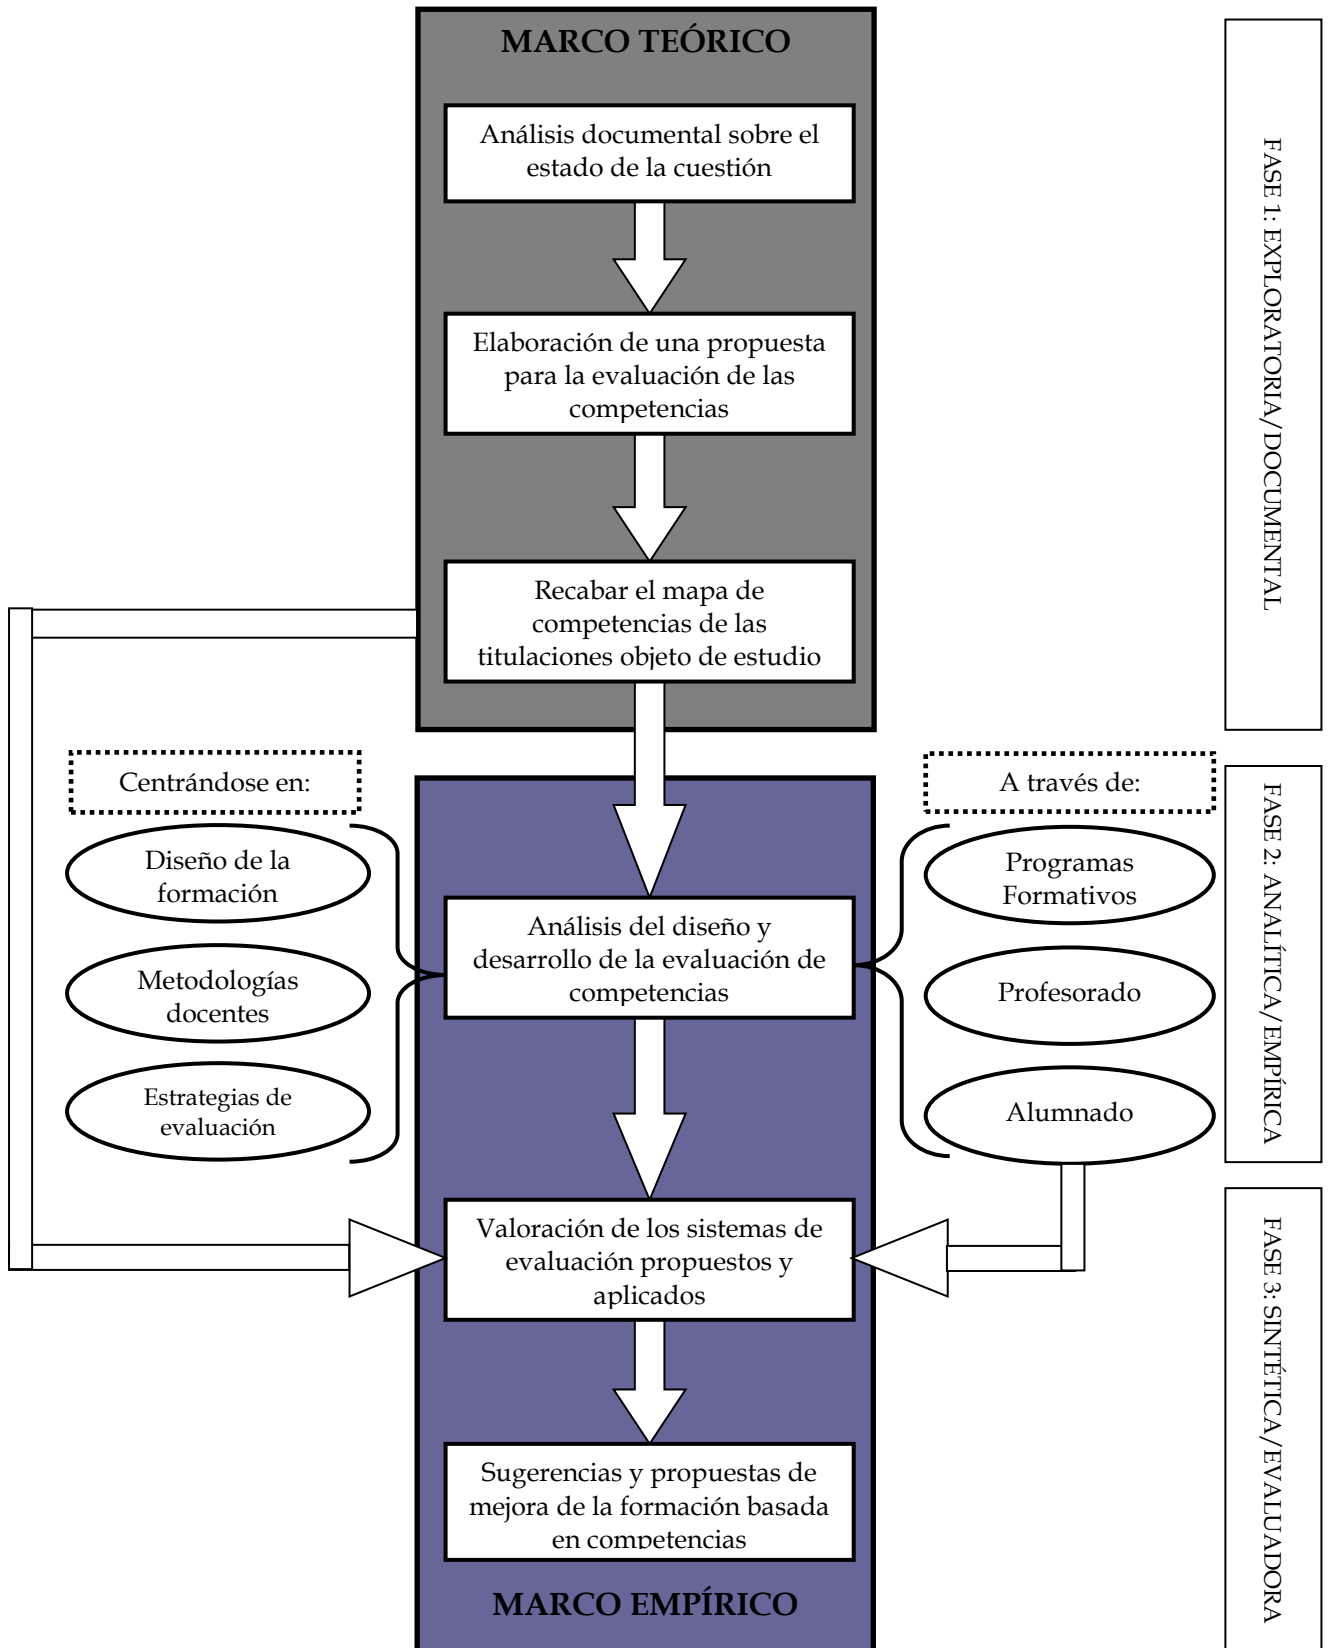 MARCO TEÓRICO
Análisis documental sobre el
estado de la cuestión
Elaboración de una propuesta
para la evaluación de las
competencias
Recabar el mapa de
competencias de las
titulaciones objeto de estudio
FASE 1: EXPLORATORIA/DOCUMENTAL
Centrándose en:
Diseño de la
formación
Metodologías
docentes
Estrategias de
evaluación
Análisis del diseño y
desarrollo de la evaluación de
competencias
A través de:
Programas
Formativos
Profesorado
Alumnado
FASE 2: ANALÍTICA/EMPÍRICA
Valoración de los sistemas de
evaluación propuestos y
aplicados
Sugerencias y propuestas de
mejora de la formación basada
en competencias
MARCO EMPÍRICO
FASE 3: SINTÉTICA/EVALUADORA